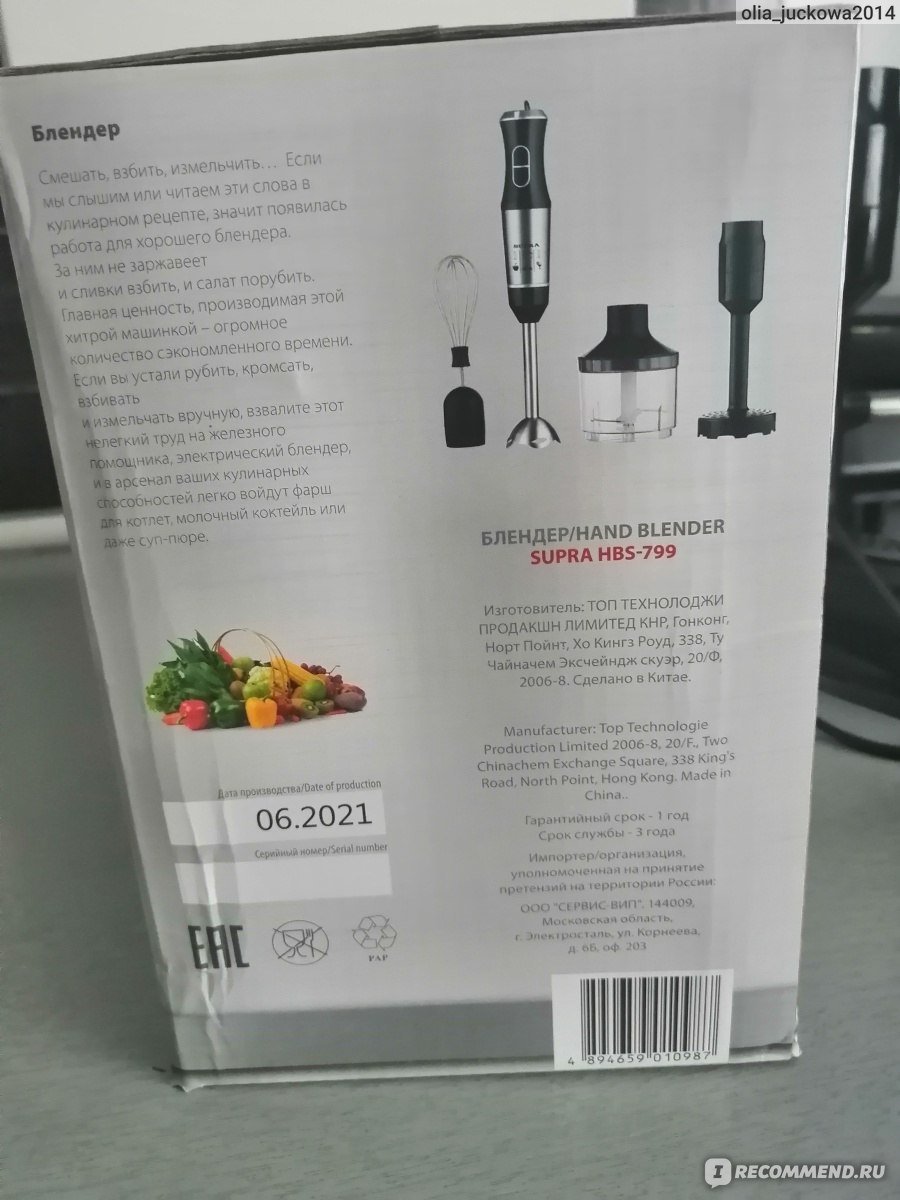 olia_juckowa2014
Блендер
Смешать, взбить, измельчить... Если
мы слышим или читаем эти слова в
кулинарном рецепте, значит появилась
работа для хорошего блендера.
За ним не заржавеет
и сливки взбить, и салат порубить.
Главная ценность, производимая этой
хитрой машинкой – огромное
количество сэкономленного времени.
Если вы устали рубить, кромсать,
взбивать
и измельчать вручную, взвалите этот
нелегкий труд на железного
помощника, электрический блендер,
и в арсенал ваших кулинарных
способностей легко войдут фарш
для котлет, молочный коктейль или
даже суп-пюре.
SUPRA
БЛЕНДЕР/HAND BLENDER
SUPRA HBS-799
Изготовитель: ТОП ТЕХНОЛОДЖИ
ПРОДАКШН ЛИМИТЕД КНР, Гонконг,
Норт Пойнт, Хо Кингз Роуд, 338, Ту
Чайначем Эксчейндж скуэр, 20/Ф,
2006-8. Сделано в Китае.
Manufacturer: Top Technologie
Production Limited 2006-8, 20/F., Two
Chinachem Exchange Square, 338 King's
Road, North Point, Hong Kong. Made in
China..
Гарантийный срок - 1 год
Срок службы - 3 года
Импортер/организация,
уполномоченная на принятие
претензий на территории России:
ООО "СЕРВИС-ВИП". 144009,
Московская область,
г. Электросталь, ул. Корнеева,
д. 6Б, оф. 203
Дата производства/Date of production
06.2021
Серийный номер/Serial number
EAC
PAP
4 894659 010987
IRECOMMEND.RU